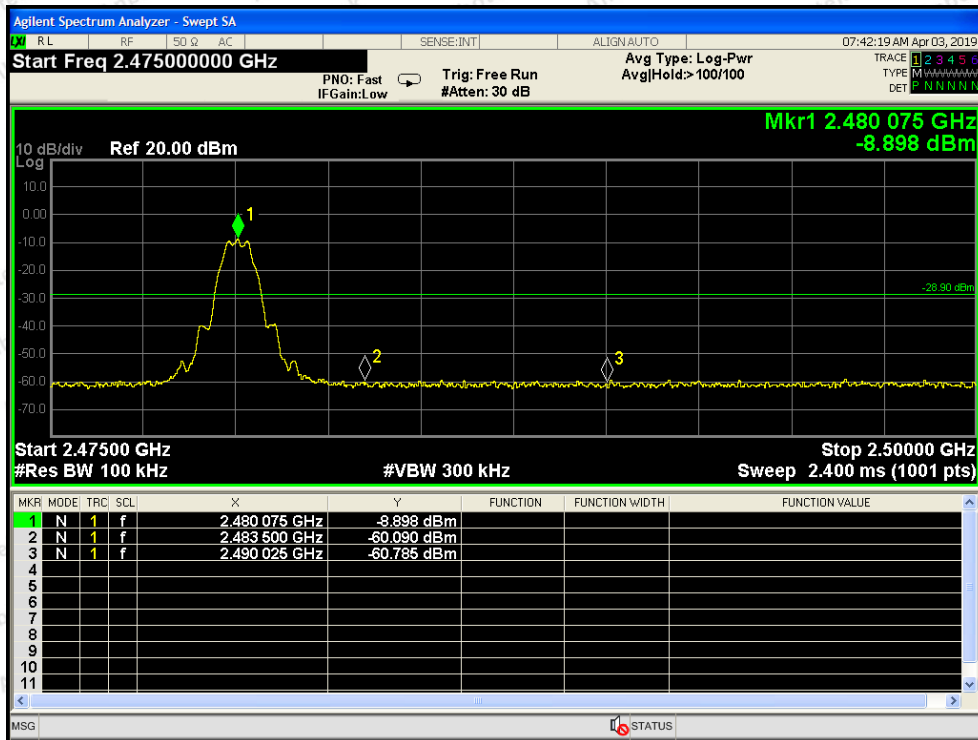 Agilent Spectrum Analyzer - Swept SA
LXI RL RF 50 Ω AC SENSE:INT ALIGN AUTO 07:42:19 AM Apr 03, 2019
Start Freq 2.475000000 GHz
PNO: Fast
IFGain:Low
Trig: Free Run
#Atten: 30 dB
Avg Type: Log-Pwr
Avg|Hold:> 100/100
TRACE 1 2 3 4 5 6
TYPE M
DET P N N N N N
Mkr1 2.480 075 GHz
-8.898 dBm
10 dB/div Ref 20.00 dBm
Log
10.0
0.00
-10.0
-20.0
-30.0
-40.0
-50.0
-60.0
-70.0
1
2
3
-28.90 dBm
Start 2.47500 GHz Stop 2.50000 GHz
#Res BW 100 kHz #VBW 300 kHz Sweep 2.400 ms (1001 pts)
MKR MODE TRC SCL X Y FUNCTION FUNCTION WIDTH FUNCTION VALUE
1 N 1 f 2.480 075 GHz -8.898 dBm
2 N 1 f 2.483 500 GHz -60.090 dBm
3 N 1 f 2.490 025 GHz -60.785 dBm
4
5
6
7
8
9
10
11
MSG STATUS